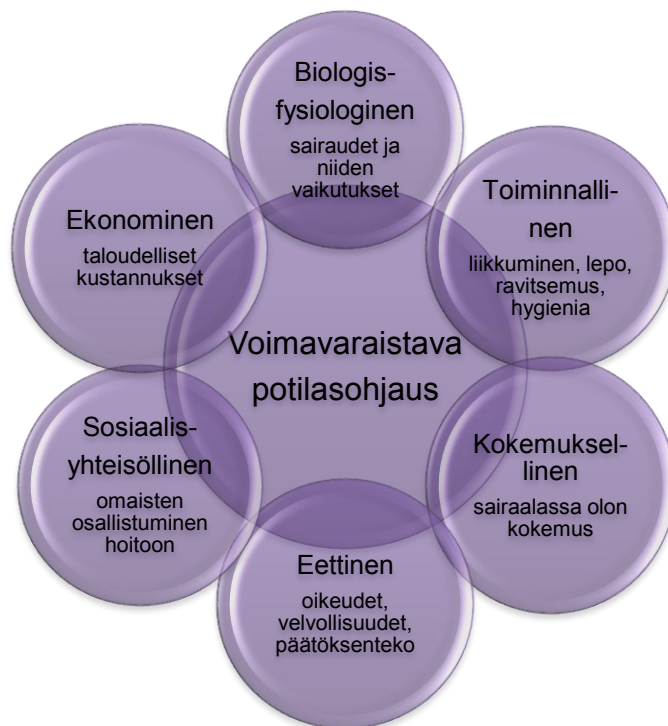 Biologis-
fysiologinen
sairaudet ja
niiden
vaikutukset
Toiminnalli-
nen
liikkuminen, lepo,
ravitsemus,
hygienia
Kokemuksel-
linen
sairaalassa olon
kokemus
Eettinen
oikeudet,
velvollisuudet,
päätöksenteko
Sosiaalis-
yhteisöllinen
omaisten
osallistuminen
hoitoon
Ekonominen
taloudelliset
kustannukset
Voimavaraistava
potilasohjaus